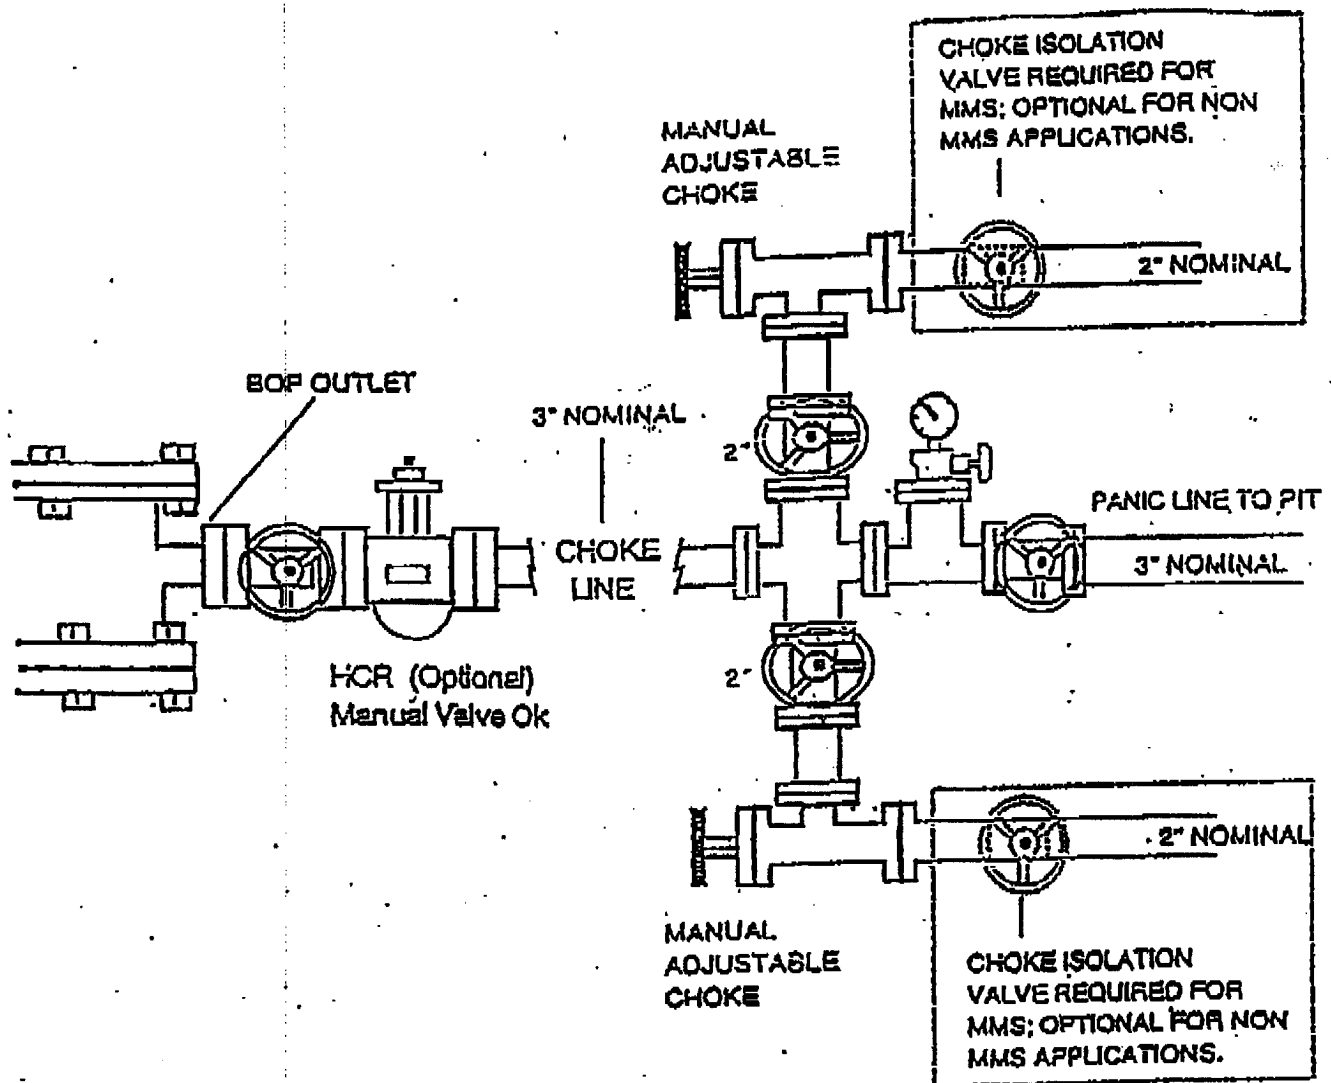 CHOKE ISOLATION
VALVE REQUIRED FOR
MMS; OPTIONAL FOR NON
MMS APPLICATIONS.
MANUAL
ADJUSTABLE
CHOKE
2" NOMINAL
BOP OUTLET
3" NOMINAL
2"
PANIC LINE TO PIT
CHOKE
LINE
3" NOMINAL
HCR (Optional)
Manual Valve Ok
2"
2" NOMINAL
MANUAL
ADJUSTABLE
CHOKE
CHOKE ISOLATION
VALVE REQUIRED FOR
MMS; OPTIONAL FOR NON
MMS APPLICATIONS.